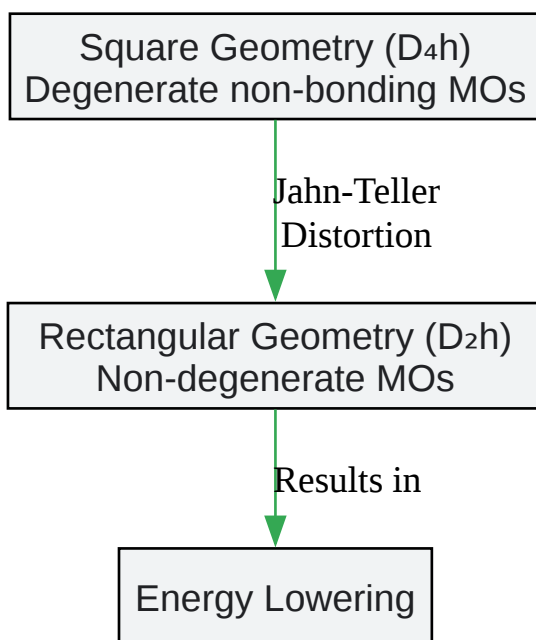 Square Geometry (D₄h)
Degenerate non-bonding MOs
Jahn-Teller
Distortion
Rectangular Geometry (D₂h)
Non-degenerate MOs
Results in
Energy Lowering